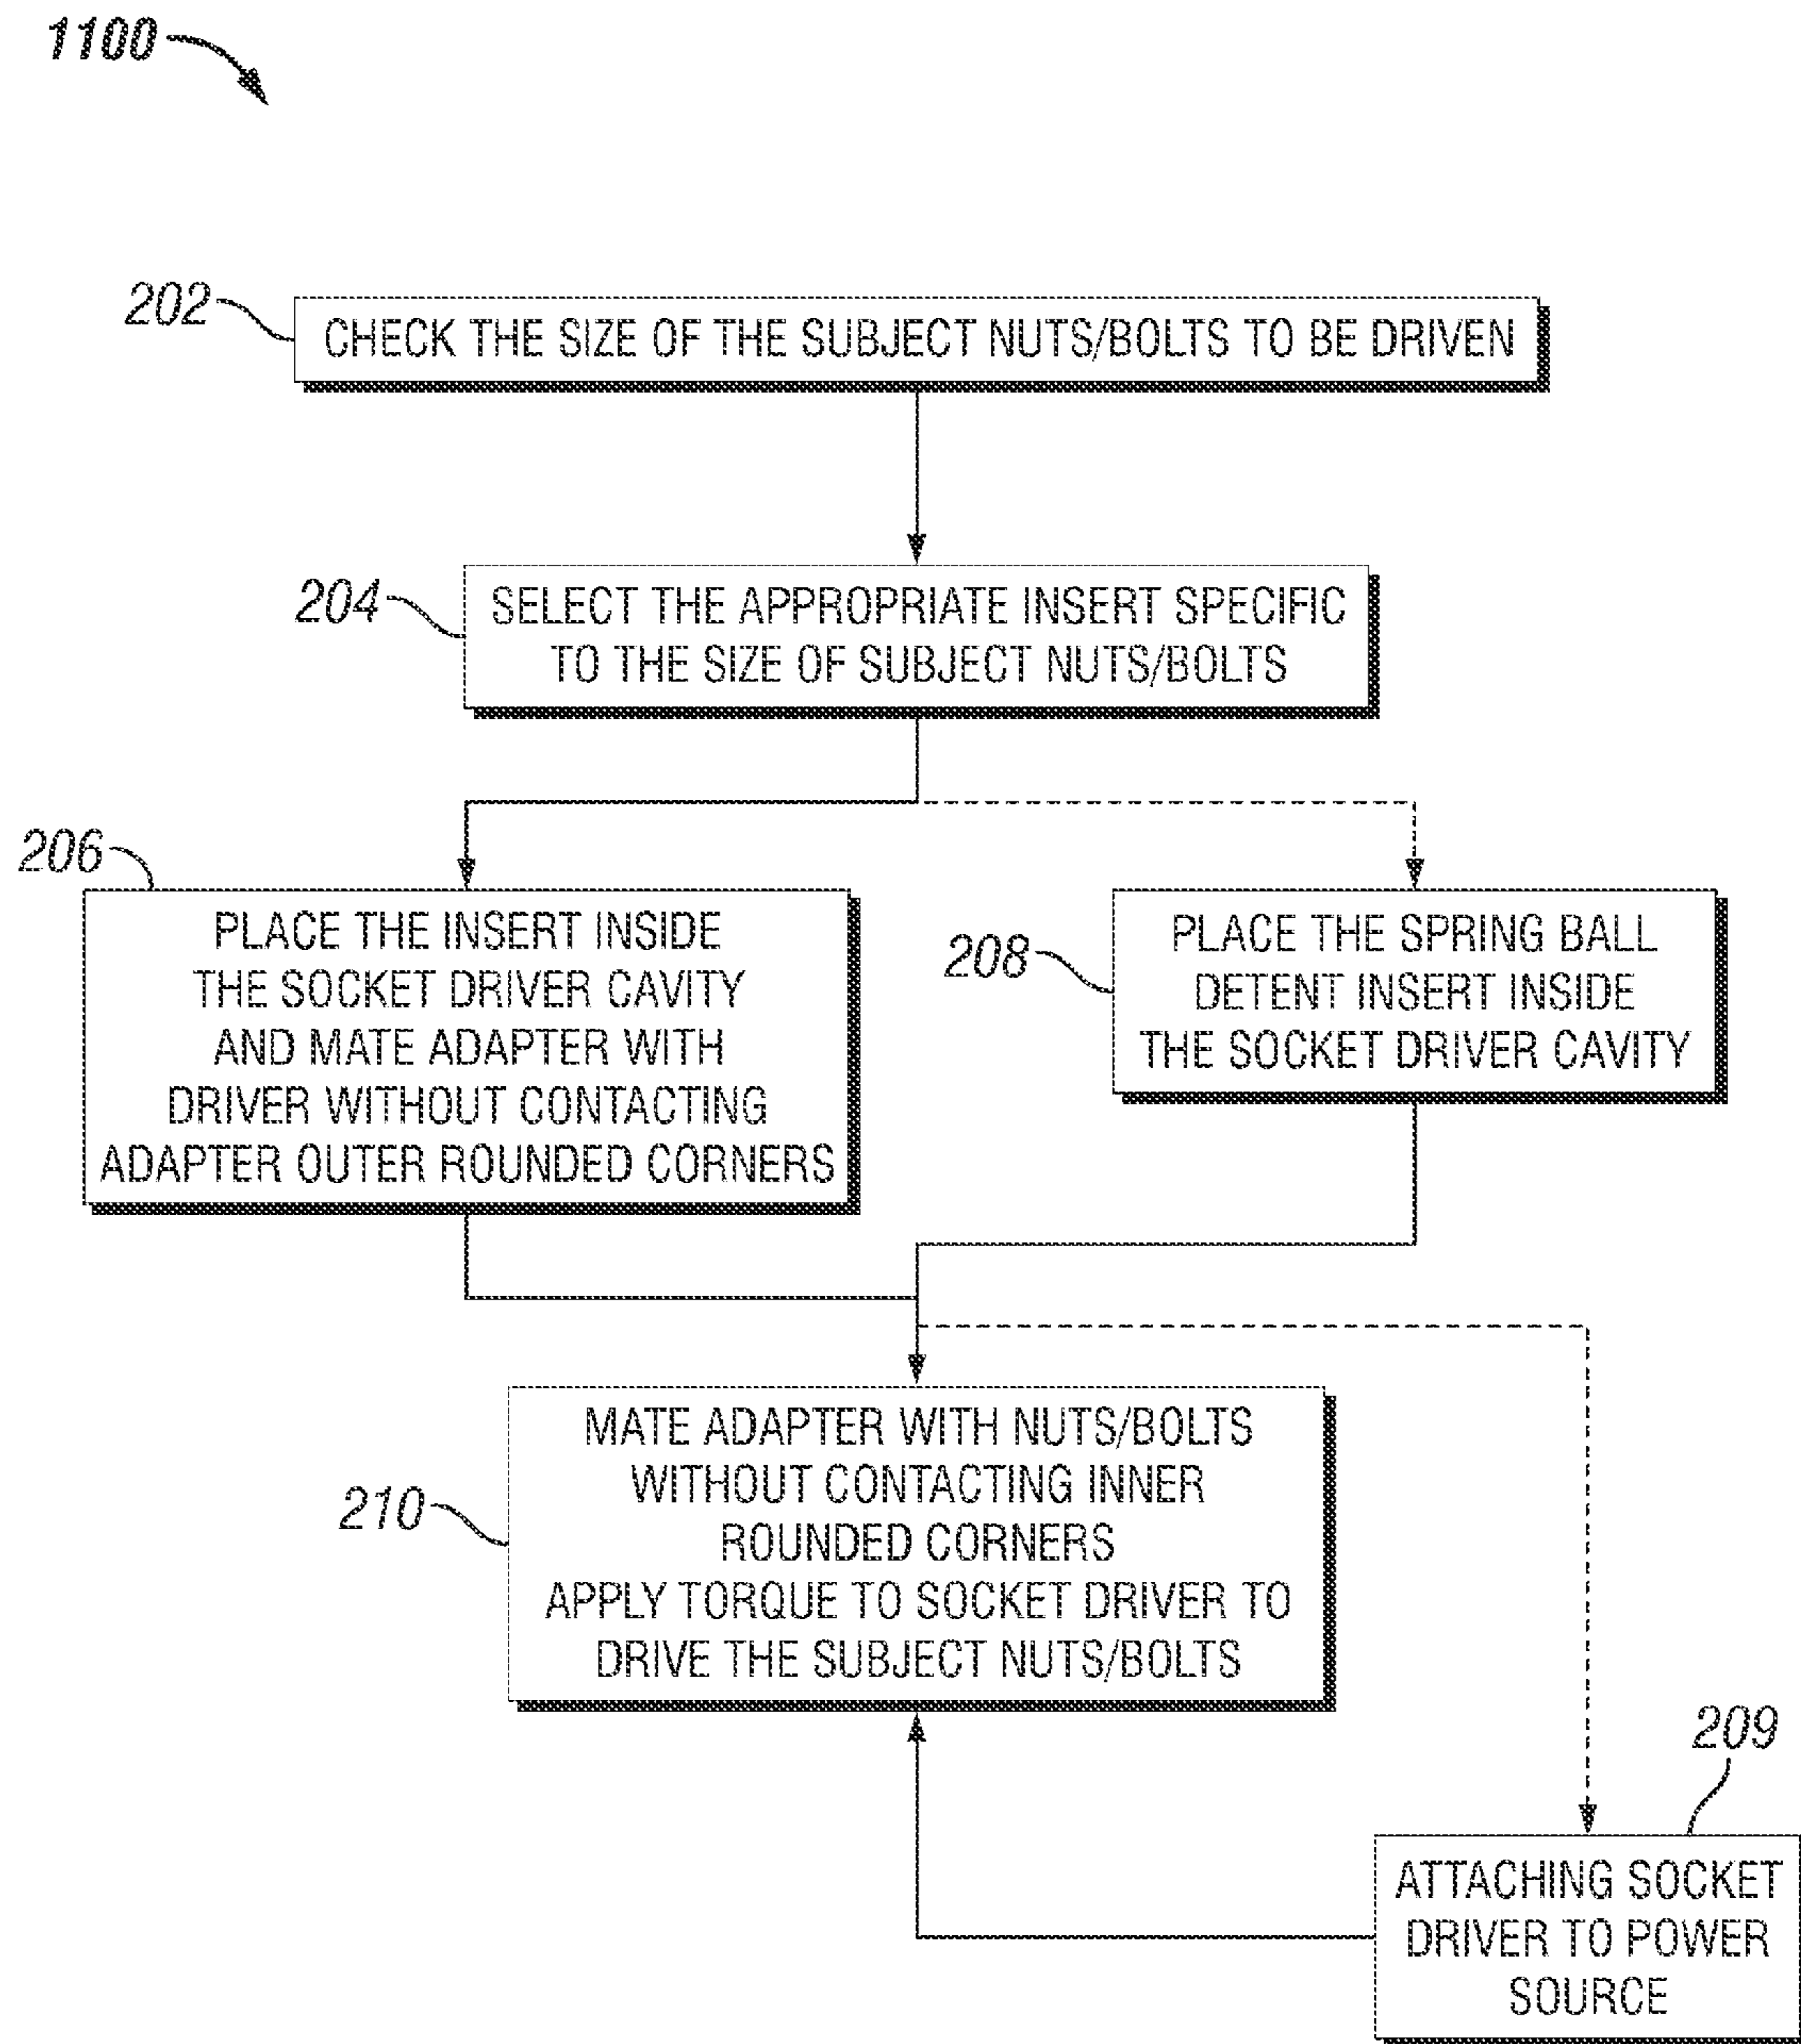 1100
202
CHECK THE SIZE OF THE SUBJECT NUTS/BOLTS TO BE DRIVEN
204
SELECT THE APPROPRIATE INSERT SPECIFIC
TO THE SIZE OF SUBJECT NUTS/BOLTS
206
PLACE THE INSERT INSIDE
THE SOCKET DRIVER CAVITY
AND MATE ADAPTER WITH
DRIVER WITHOUT CONTACTING
ADAPTER OUTER ROUNDED CORNERS
208
PLACE THE SPRING BALL
DETENT INSERT INSIDE
THE SOCKET DRIVER CAVITY
210
MATE ADAPTER WITH NUTS/BOLTS
WITHOUT CONTACTING INNER
ROUNDED CORNERS
APPLY TORQUE TO SOCKET DRIVER TO
DRIVE THE SUBJECT NUTS/BOLTS
209
ATTACHING SOCKET
DRIVER TO POWER
SOURCE